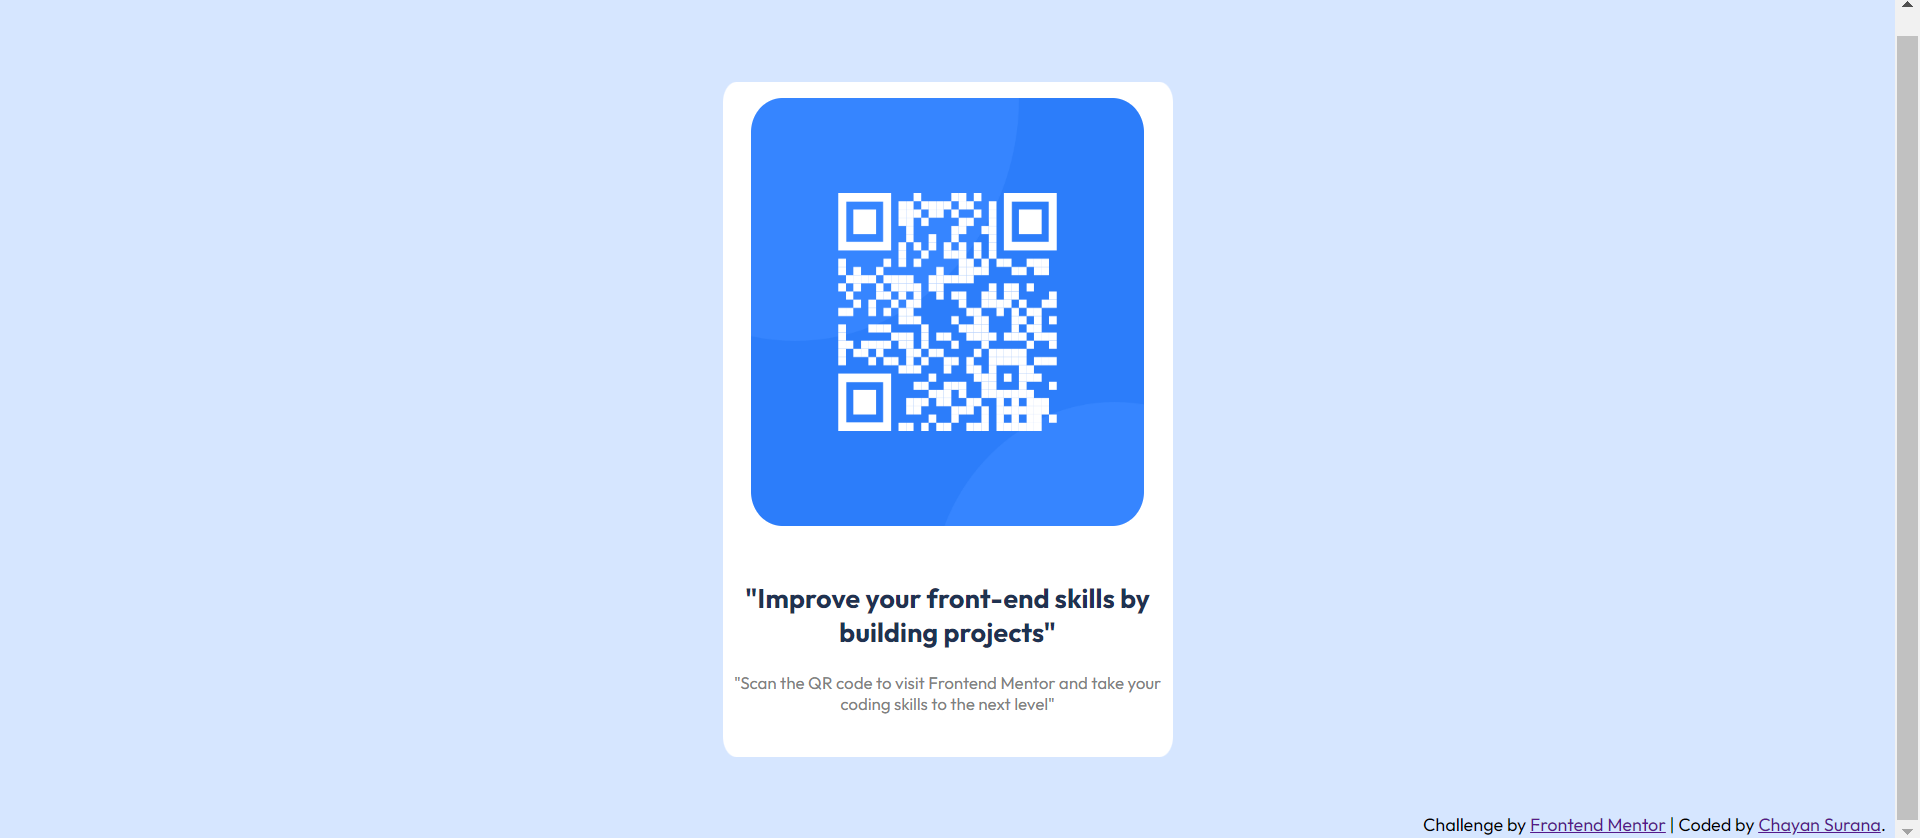 "Improve your front-end skills by
building projects"
"Scan the QR code to visit Frontend Mentor and take your
coding skills to the next level"
Challenge by Frontend Mentor | Coded by Chayan Surana.